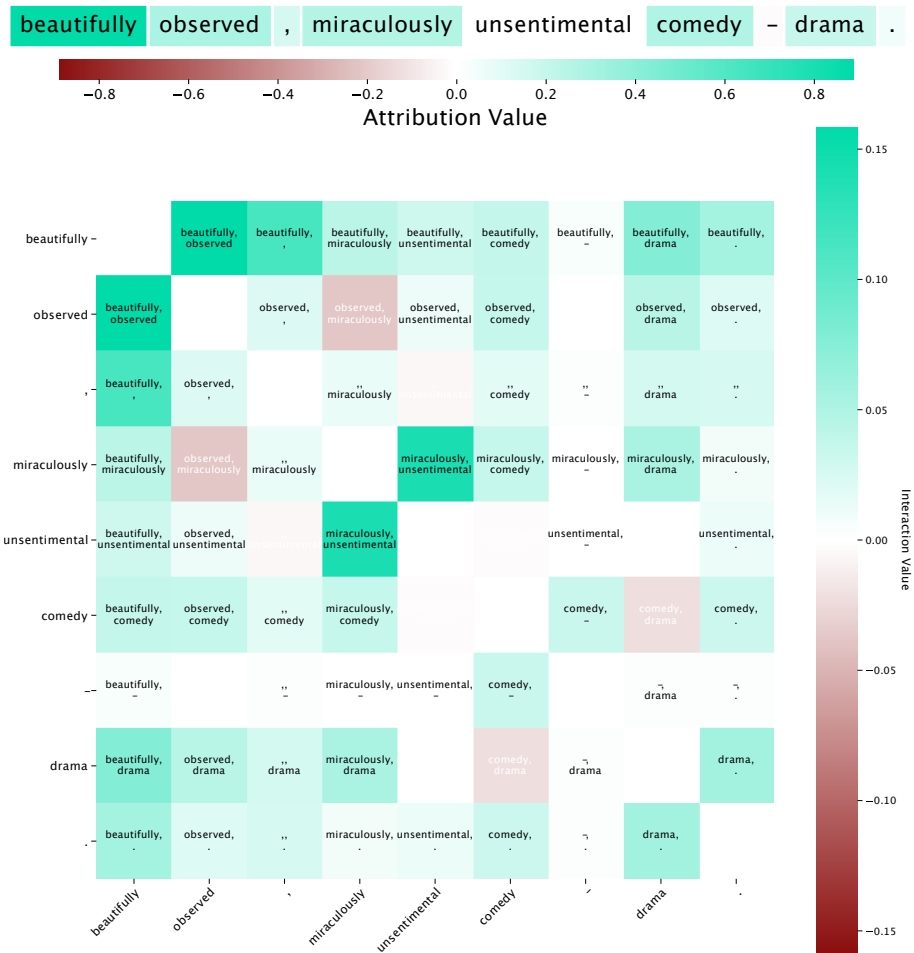 beautifully observed , miraculously unsentimental comedy – drama .
−0.8 −0.6 −0.4 −0.2 0.0 0.2 0.4 0.6 0.8
Attribution Value
beautifully
beautifully, observed
beautifully, ,
beautifully, miraculously
beautifully, unsentimental
beautifully, comedy
beautifully, –
beautifully, drama
beautifully, .
observed
beautifully, observed
observed, ,
observed, miraculously
observed, unsentimental
observed, comedy
observed, drama
observed, .
,
beautifully, ,
observed, ,
,, miraculously
,, unsentimental
,, comedy
,, –
,, drama
,, .
miraculously
beautifully, miraculously
observed, miraculously
,, miraculously
miraculously, unsentimental
miraculously, comedy
miraculously, –
miraculously, drama
miraculously, .
unsentimental
beautifully, unsentimental
observed, unsentimental
,, unsentimental
miraculously, unsentimental
unsentimental, –
unsentimental, .
comedy
beautifully, comedy
observed, comedy
,, comedy
miraculously, comedy
comedy, –
comedy, drama
comedy, .
–
beautifully, –
,, –
miraculously, –
unsentimental, –
comedy, –
–, drama
–, .
drama
beautifully, drama
observed, drama
,, drama
miraculously, drama
comedy, drama
–, drama
drama, .
.
beautifully, .
observed, .
,, .
miraculously, .
unsentimental, .
comedy, .
–, .
drama, .
beautifully
observed
,
miraculously
unsentimental
comedy
–
drama
.
0.15
0.10
0.05
0.00
−0.05
−0.10
−0.15
Interaction Value